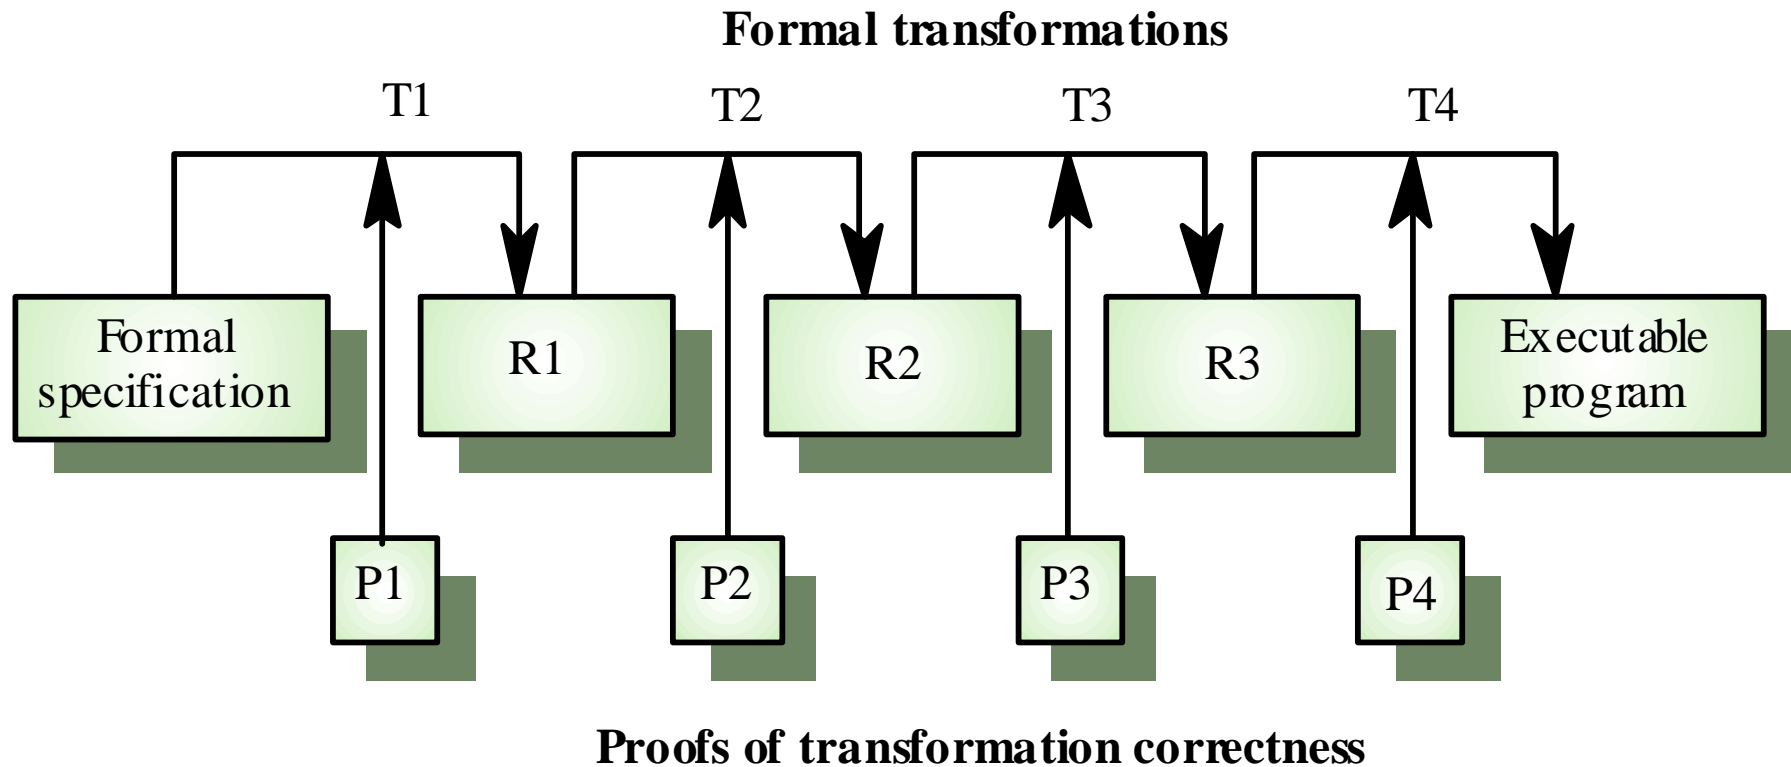 Formal transformations
T1
T2
T3
T4
Formal
specification
R1
R2
R3
Executable
program
P1
P2
P3
P4
Proofs of transformation correctness